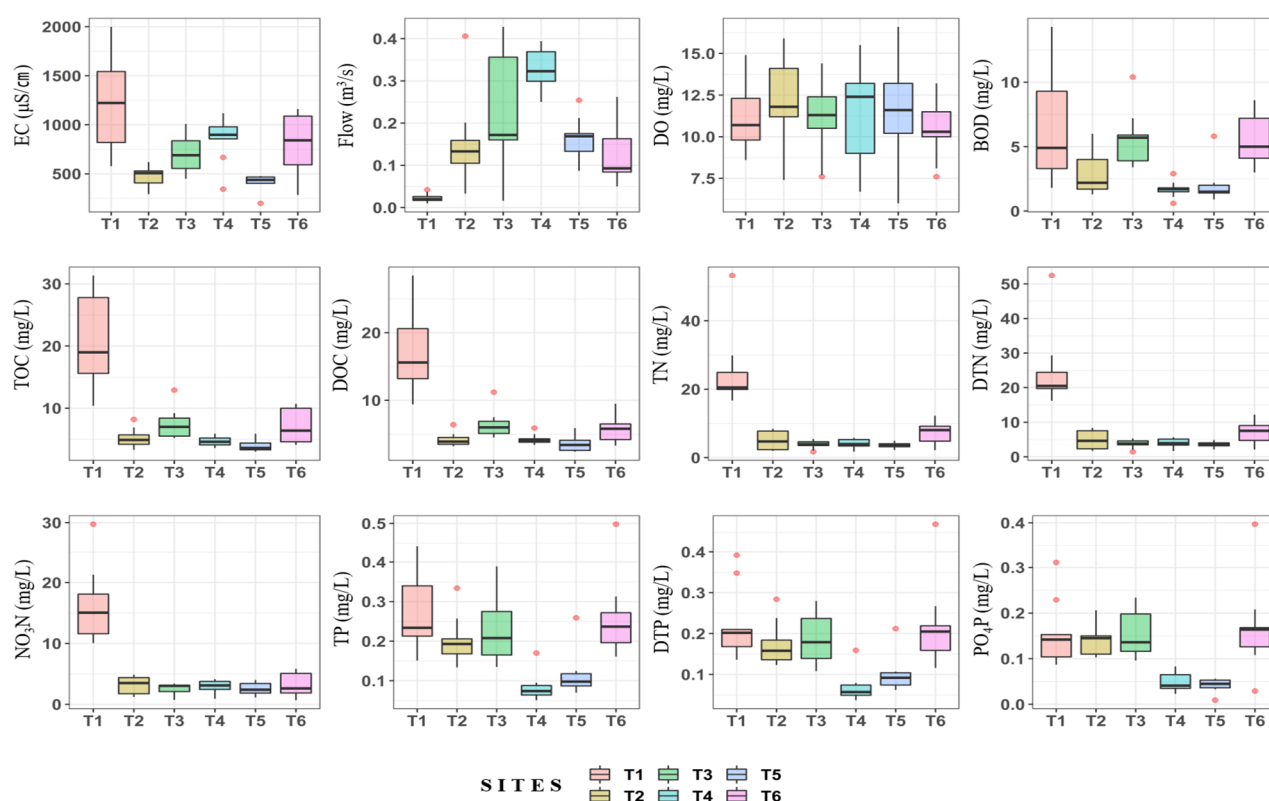 EC (μS/㎝)
2000
1500
1000
500
T1 T2 T3 T4 T5 T6
Flow (m³/s)
0.4
0.3
0.2
0.1
0.0
T1 T2 T3 T4 T5 T6
DO (mg/L)
15.0
12.5
10.0
7.5
T1 T2 T3 T4 T5 T6
BOD (mg/L)
10
5
0
T1 T2 T3 T4 T5 T6
TOC (mg/L)
30
20
10
0
T1 T2 T3 T4 T5 T6
DOC (mg/L)
20
10
T1 T2 T3 T4 T5 T6
TN (mg/L)
40
20
0
T1 T2 T3 T4 T5 T6
DTN (mg/L)
50
40
30
20
10
0
T1 T2 T3 T4 T5 T6
NO₃N (mg/L)
30
20
10
0
T1 T2 T3 T4 T5 T6
TP (mg/L)
0.5
0.4
0.3
0.2
0.1
T1 T2 T3 T4 T5 T6
DTP (mg/L)
0.4
0.3
0.2
0.1
T1 T2 T3 T4 T5 T6
PO₄P (mg/L)
0.4
0.3
0.2
0.1
0.0
T1 T2 T3 T4 T5 T6
SITES
T1 T3 T5
T2 T4 T6